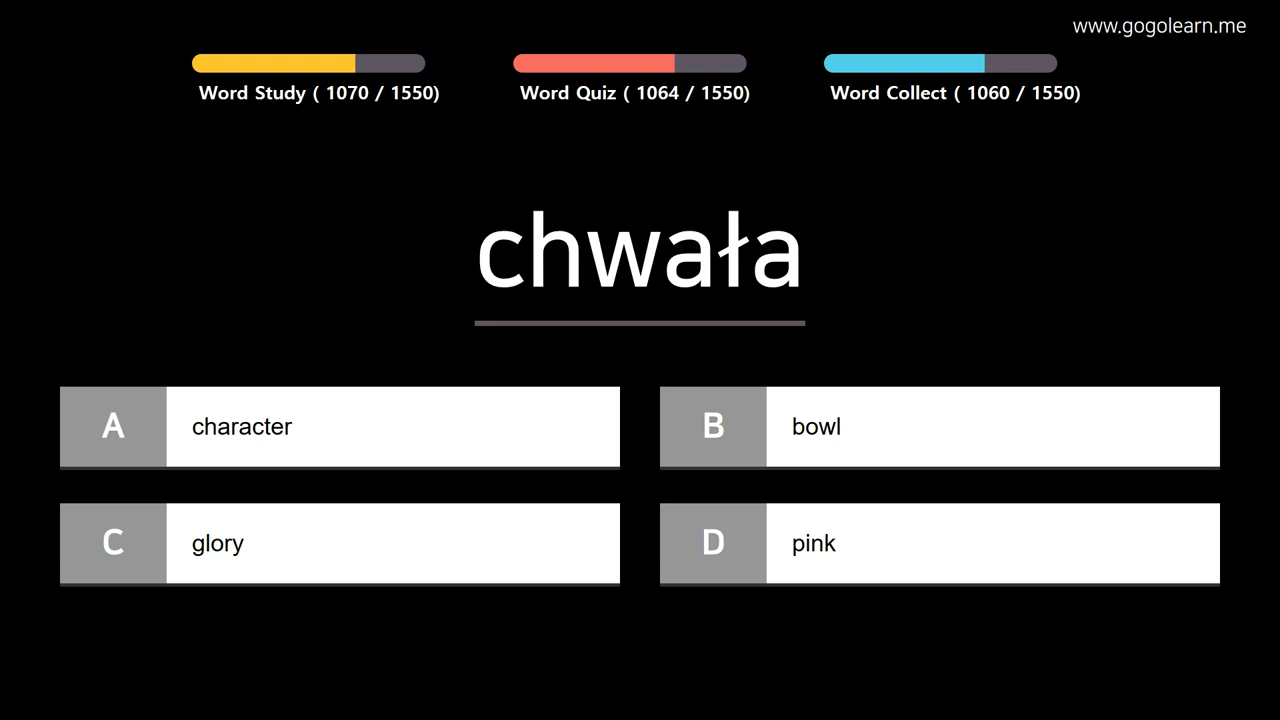 www.gogolearn.me
Word Study ( 1070 / 1550)
Word Quiz ( 1064 / 1550)
Word Collect ( 1060 / 1550)
chwała
A character
B bowl
C glory
D pink